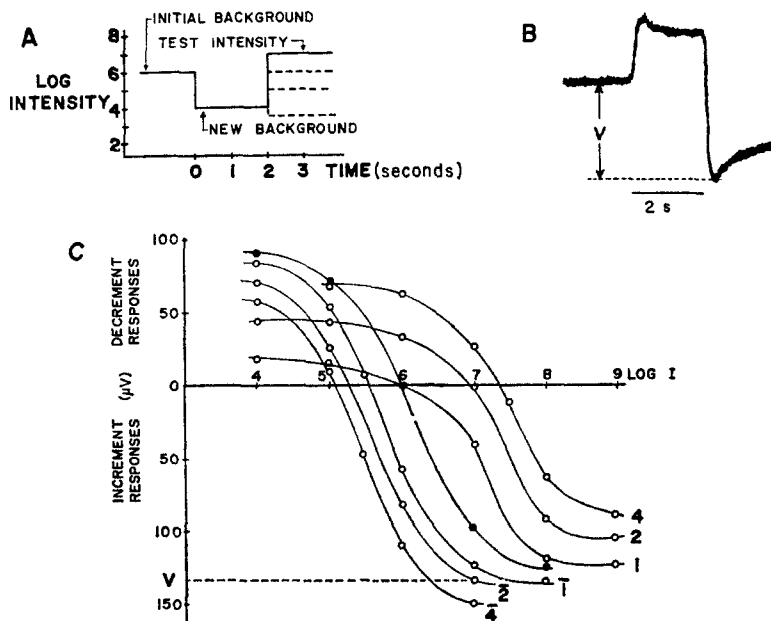 A
INITIAL BACKGROUND
8
TEST INTENSITY
6
LOG INTENSITY
4
NEW BACKGROUND
2
0 1 2 3 TIME (seconds)
B
V
2 s
C
DECREMENT RESPONSES
(μV)
INCREMENT RESPONSES
100
50
0
50
100
V
150
4 5 6 7 8 9 LOG I
4
2
1
1̄
2̄
4̄